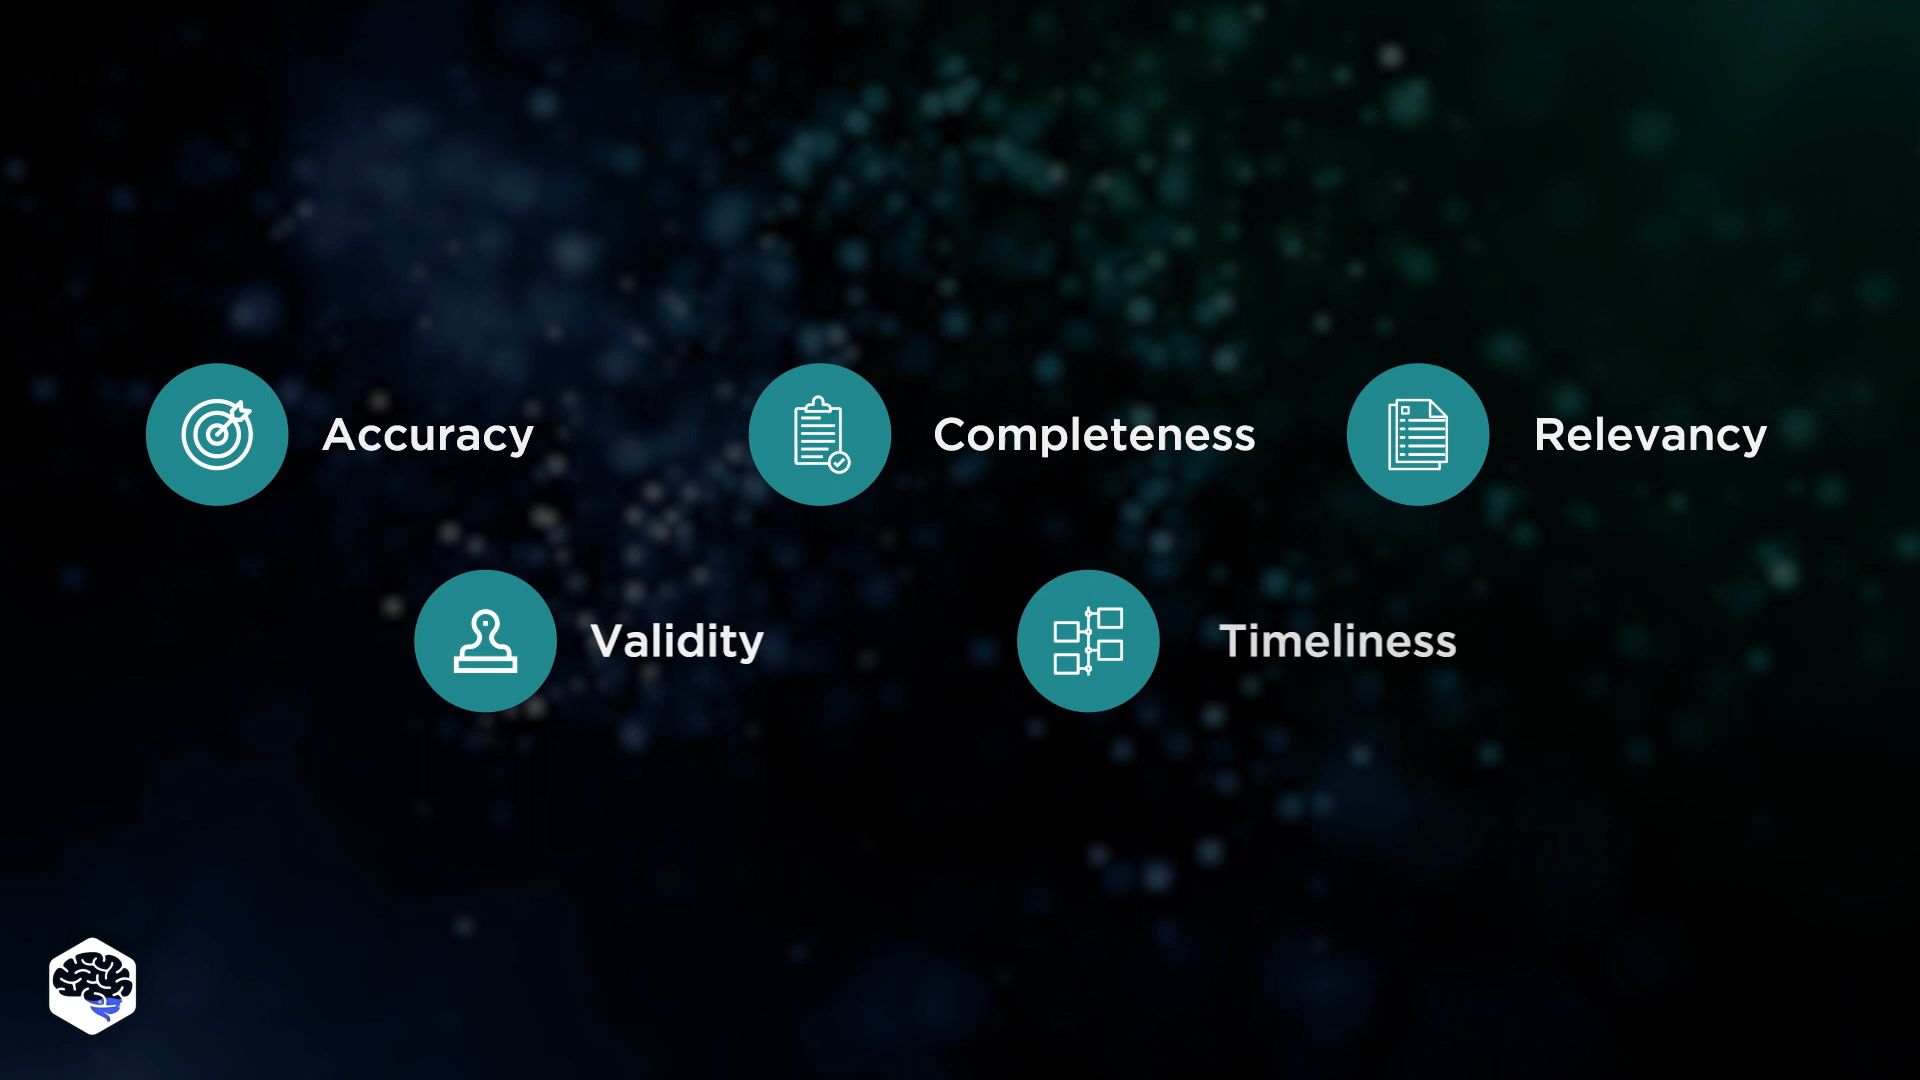 Accuracy
Completeness
Relevancy
Validity
Timeliness